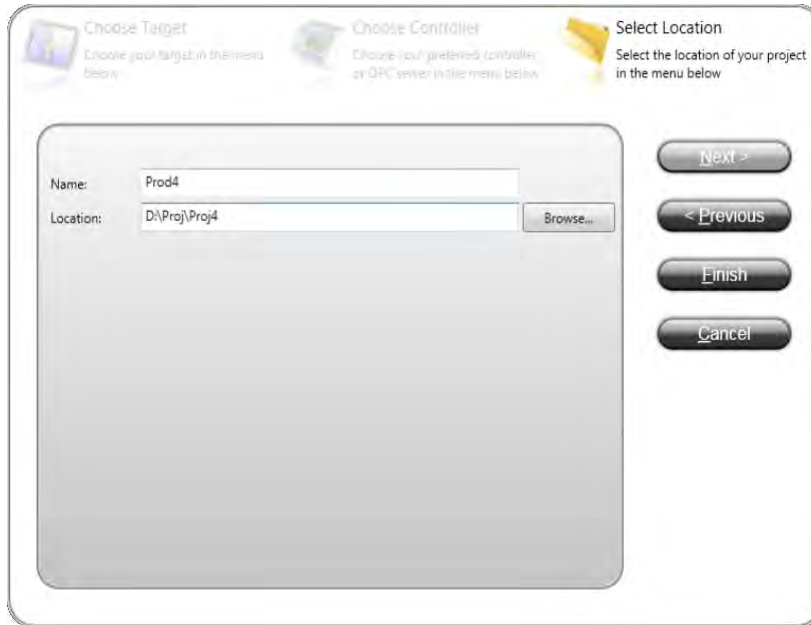 Choose Target
Choose your target in the menu
below
Choose Controller
Choose your preferred controller
or OPC server in the menu below
Select Location
Select the location of your project
in the menu below
Name:
Prod4
Location:
D:\Proj\Proj4
Browse...
Next >
< Previous
Finish
Cancel